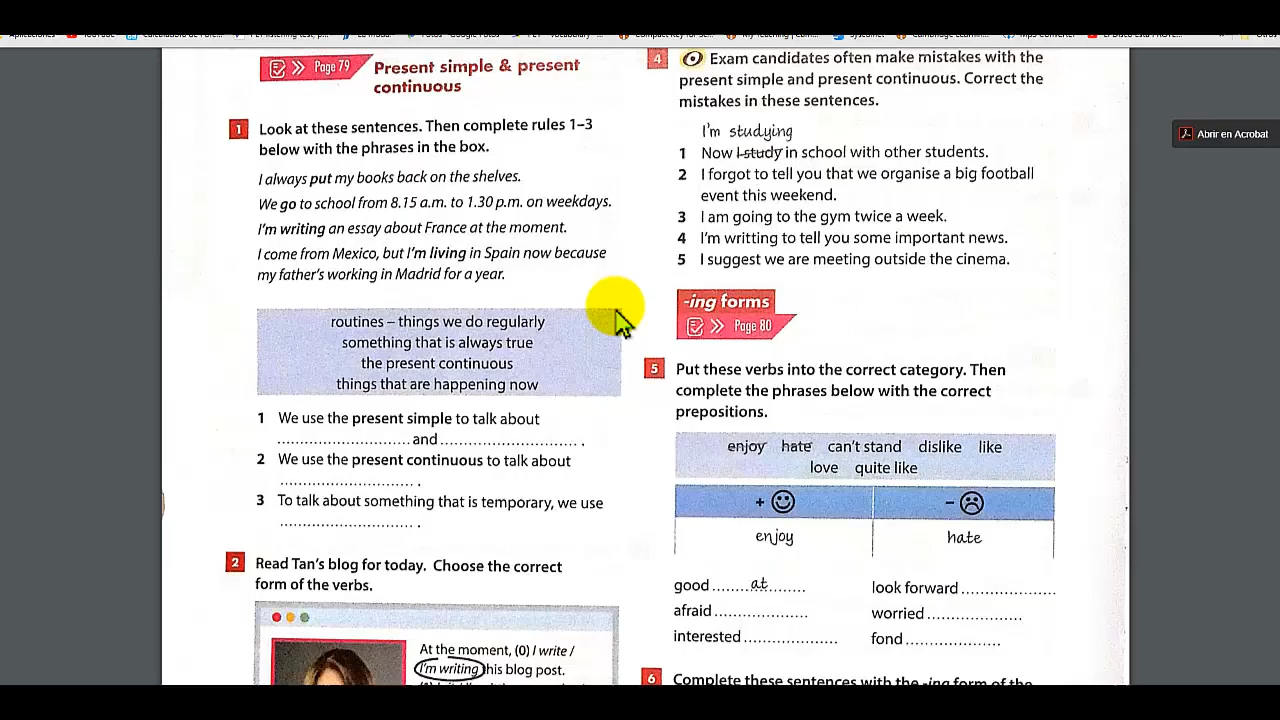 Page 79
Present simple & present
continuous
1 Look at these sentences. Then complete rules 1–3
below with the phrases in the box.
I always put my books back on the shelves.
We go to school from 8.15 a.m. to 1.30 p.m. on weekdays.
I'm writing an essay about France at the moment.
I come from Mexico, but I'm living in Spain now because
my father's working in Madrid for a year.
routines – things we do regularly
something that is always true
the present continuous
things that are happening now
1 We use the present simple to talk about
.............................. and .............................. .
2 We use the present continuous to talk about
.............................. .
3 To talk about something that is temporary, we use
.............................. .
2 Read Tan's blog for today. Choose the correct
form of the verbs.
At the moment, (0) I write /
I'm writing this blog post.
4 Exam candidates often make mistakes with the
present simple and present continuous. Correct the
mistakes in these sentences.
I'm studying
1 Now I study in school with other students.
2 I forgot to tell you that we organise a big football
event this weekend.
3 I am going to the gym twice a week.
4 I'm writting to tell you some important news.
5 I suggest we are meeting outside the cinema.
-ing forms
Page 80
5 Put these verbs into the correct category. Then
complete the phrases below with the correct
prepositions.
enjoy hate can't stand dislike like
love quite like
+ –
enjoy hate
good ........at........ look forward ....................
afraid .................... worried ....................
interested .................... fond ....................
6 Complete these sentences with the -ing form of the
Abrir en Acrobat